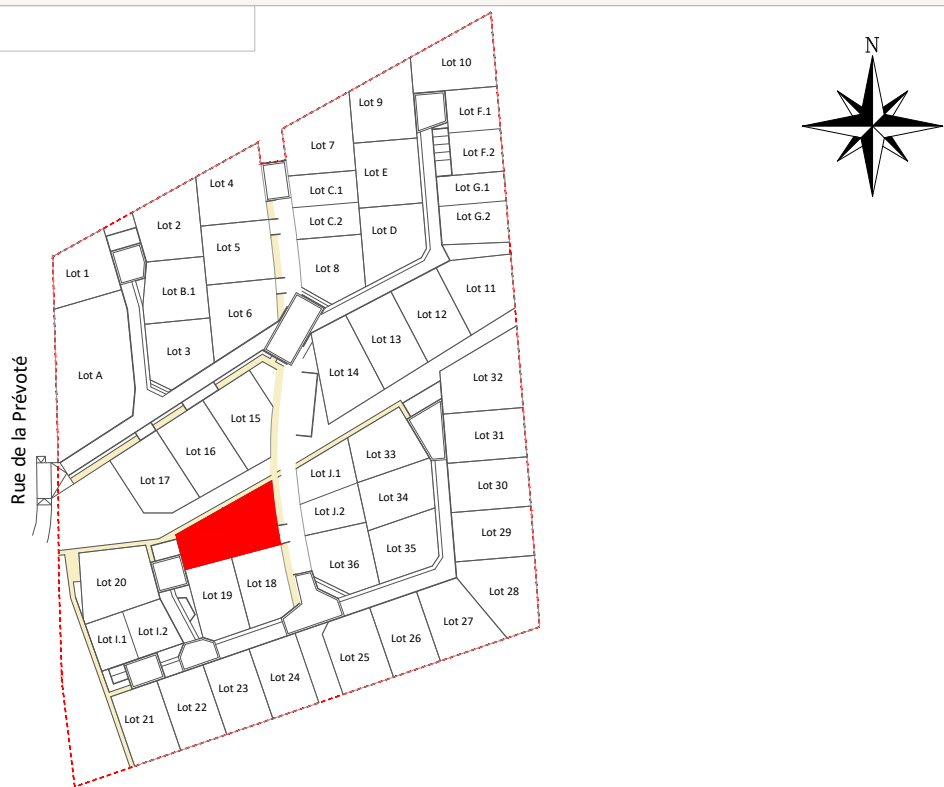 N
Lot 10
Lot 9
Lot F.1
Lot 7
Lot F.2
Lot E
Lot 4
Lot C.1
Lot G.1
Lot 2
Lot C.2
Lot G.2
Lot D
Lot 5
Lot 1
Lot 8
Lot B.1
Lot 11
Lot 6
Lot 12
Lot 13
Lot 3
Lot A
Lot 14
Lot 32
Rue de la Prévoté
Lot 15
Lot 31
Lot 16
Lot 33
Lot 17
Lot J.1
Lot 30
Lot 34
Lot J.2
Lot 29
Lot 35
Lot 36
Lot 20
Lot 18
Lot 19
Lot 28
Lot 27
Lot I.2
Lot I.1
Lot 26
Lot 25
Lot 24
Lot 23
Lot 22
Lot 21